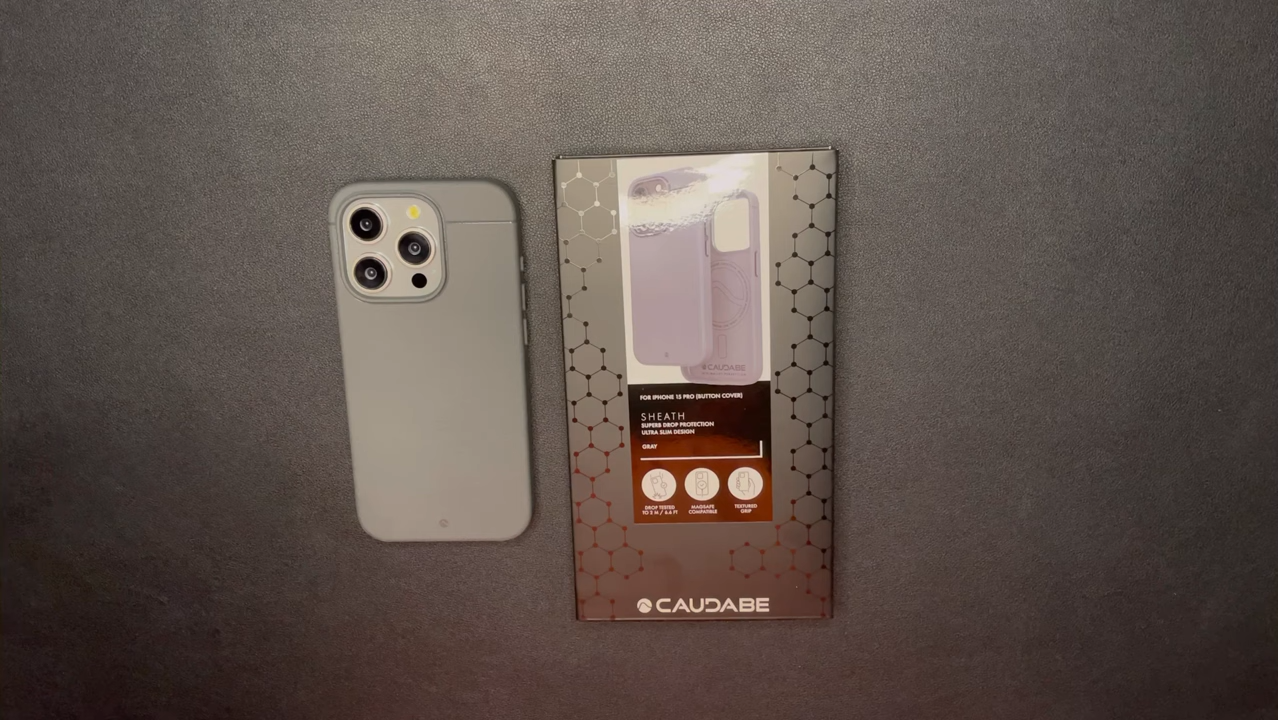 CAUDABE
FOR IPHONE 15 PRO (BUTTON COVER)
SHEATH
SUPERB DROP PROTECTION
ULTRA SLIM DESIGN
GRAY
DROP TESTED
TO 2 M / 6.6 FT
MAGSAFE
COMPATIBLE
TEXTURED
GRIP
CAUDABE